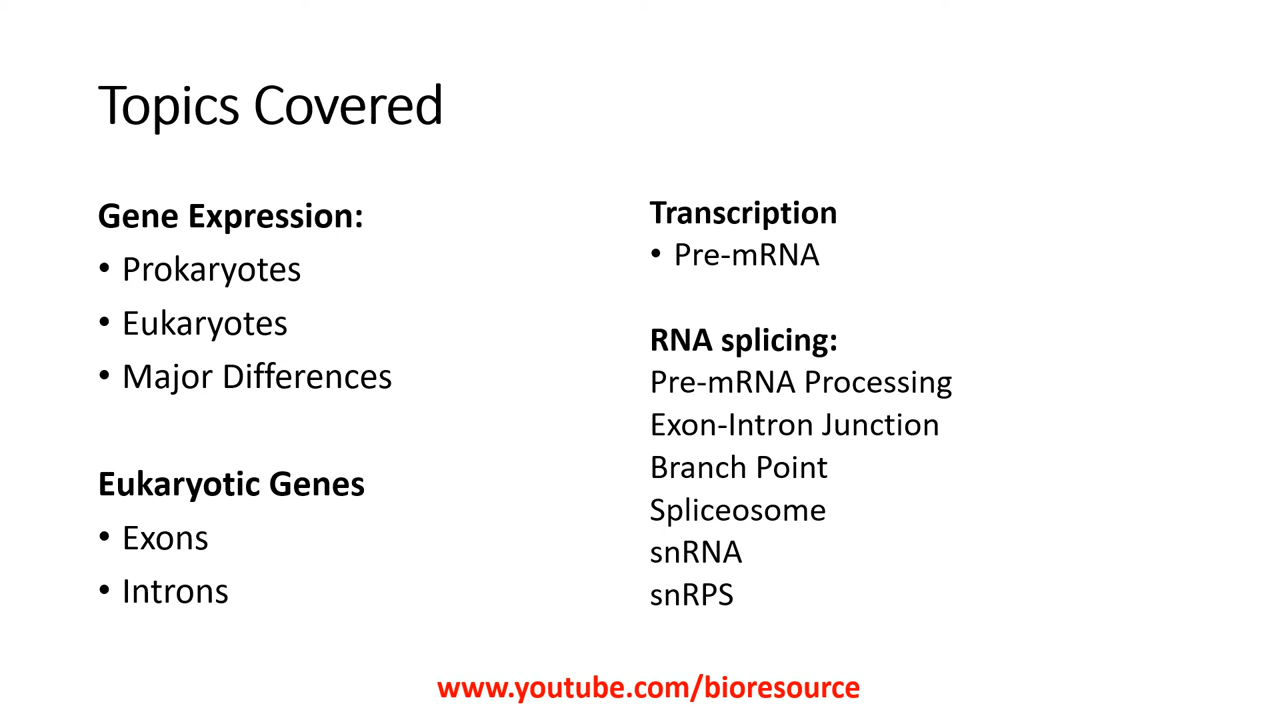 Topics Covered
Gene Expression:
• Prokaryotes
• Eukaryotes
• Major Differences
Eukaryotic Genes
• Exons
• Introns
Transcription
• Pre-mRNA
RNA splicing:
Pre-mRNA Processing
Exon-Intron Junction
Branch Point
Spliceosome
snRNA
snRPS
www.youtube.com/bioresource